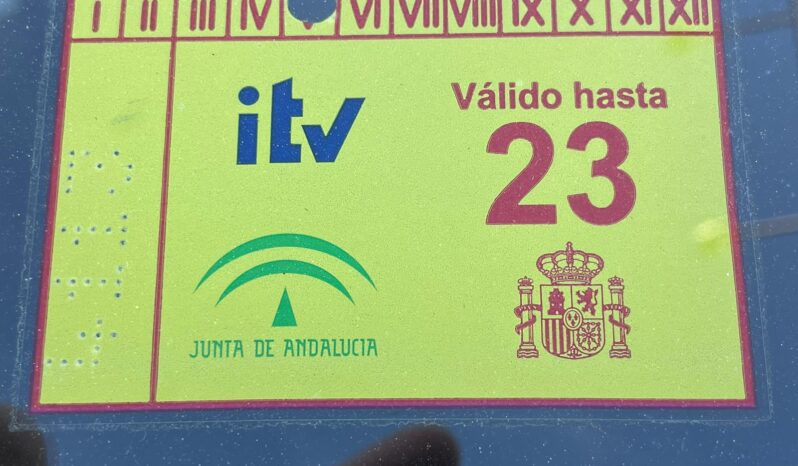 I II III IV V VI VII VIII IX X XI XII
itv
Válido hasta
23
JUNTA DE ANDALUCIA